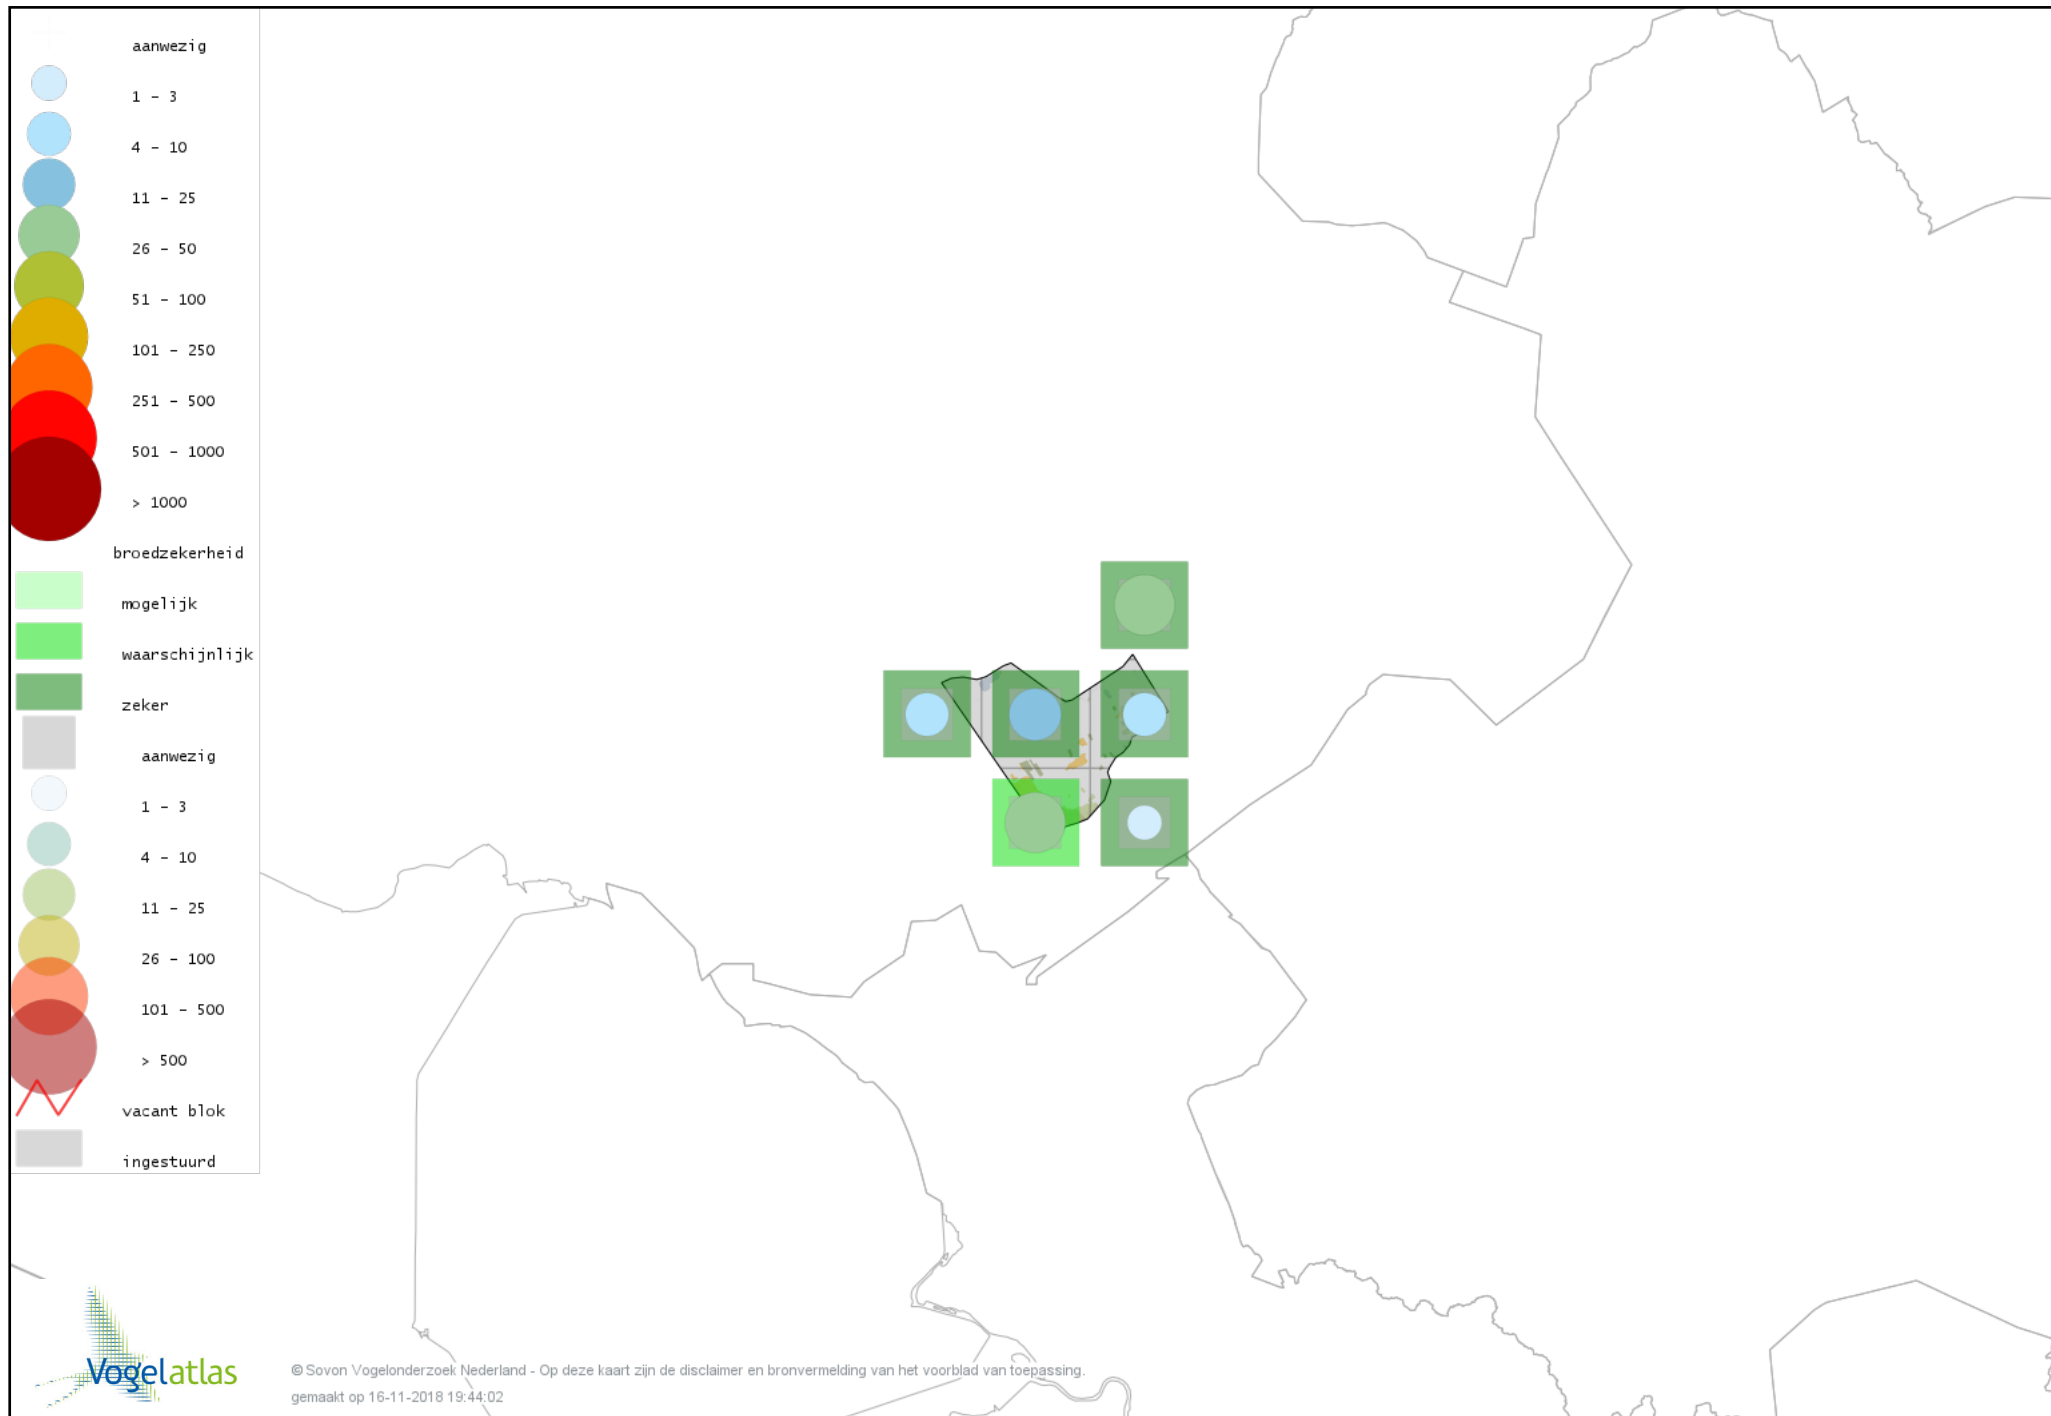 aanwezig
1 - 3
4 - 10
11 - 25
26 - 50
51 - 100
101 - 250
251 - 500
501 - 1000
> 1000
broedzekerheid
mogelijk
waarschijnlijk
zeker
aanwezig
1 - 3
4 - 10
11 - 25
26 - 100
101 - 500
> 500
vacant blok
ingestuurd
Vogelatlas
© Sovon Vogelonderzoek Nederland - Op deze kaart zijn de disclaimer en bronvermelding van het voorblad van toepassing.
gemaakt op 16-11-2018 19:44:02